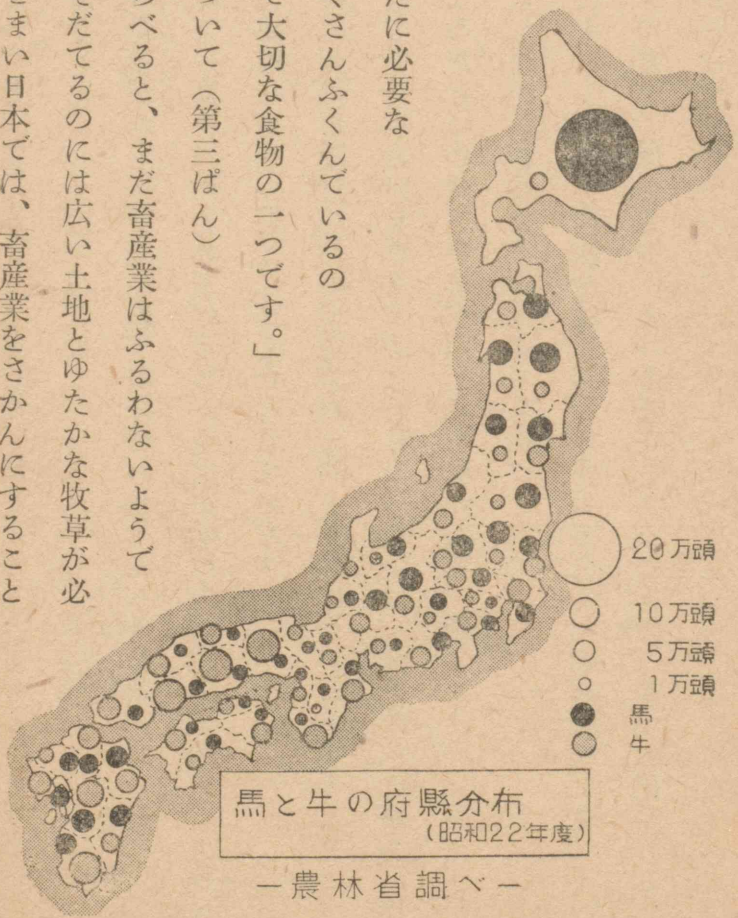 だに必要な
くさんふくんでいるの
大切な食物の一つです。」
いて（第三ぱん）
べると、まだ畜産業はふるわないようで
だてるのには広い土地とゆたかな牧草が必
まい日本では、畜産業をさかんにすること
20万頭
10万頭
5万頭
1万頭
馬
牛
馬と牛の府縣分布
（昭和22年度）
ー農林省調べー